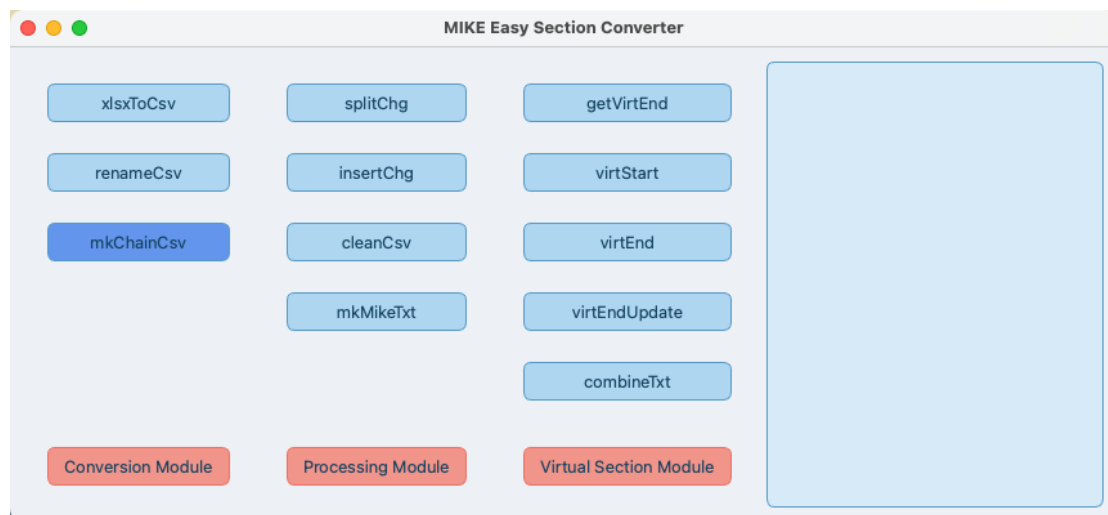 MIKE Easy Section Converter
xlsxToCsv
splitChg
getVirtEnd
renameCsv
insertChg
virtStart
mkChainCsv
cleanCsv
virtEnd
mkMikeTxt
virtEndUpdate
combineTxt
Conversion Module
Processing Module
Virtual Section Module